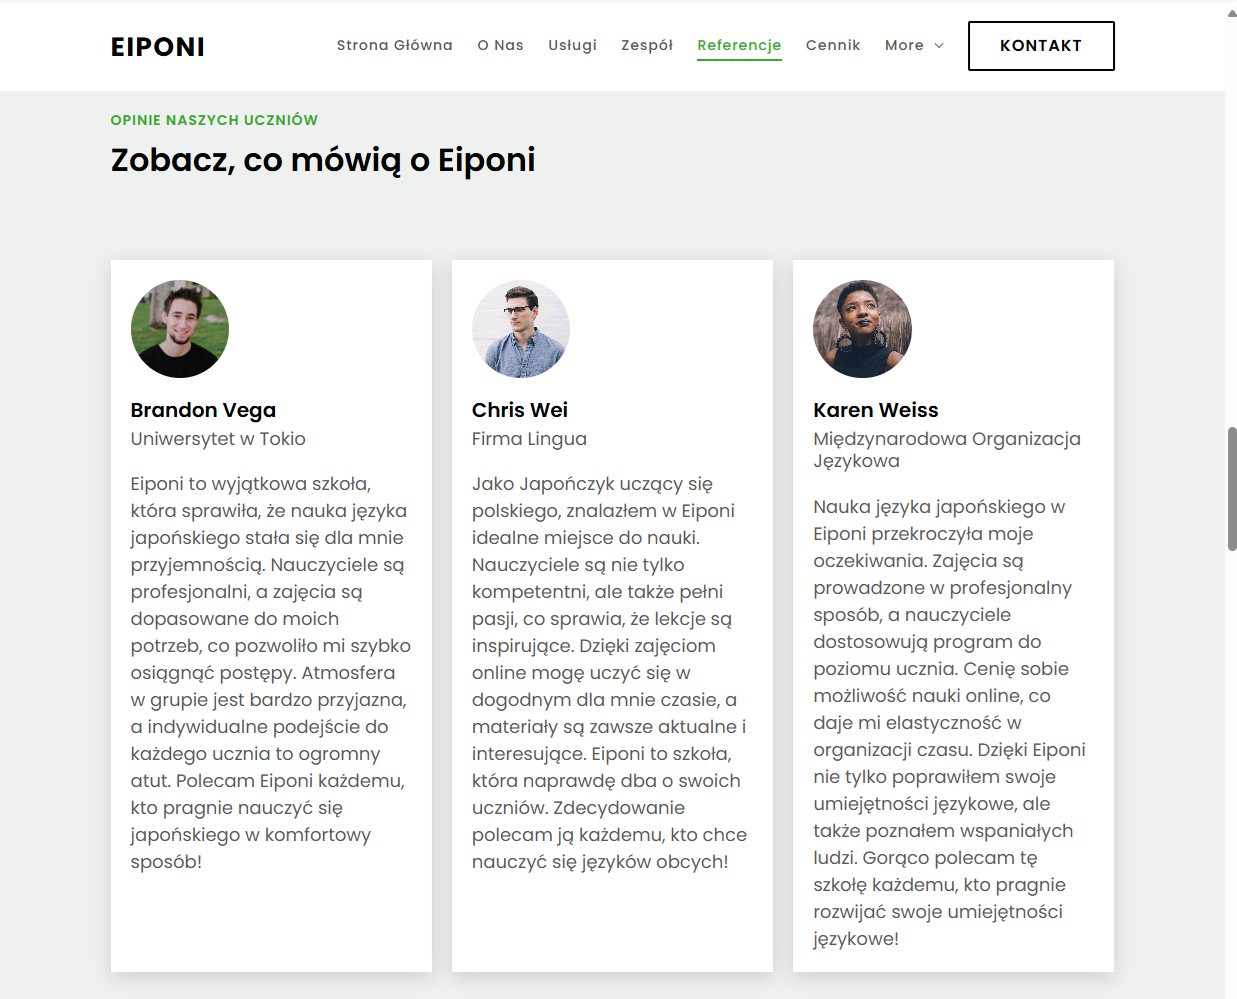 EIPONI
Strona Główna
O Nas
Usługi
Zespół
Referencje
Cennik
More
KONTAKT
OPINIE NASZYCH UCZNIÓW
Zobacz, co mówią o Eiponi
Brandon Vega
Uniwersytet w Tokio
Eiponi to wyjątkowa szkoła,
która sprawiła, że nauka języka
japońskiego stała się dla mnie
przyjemnością. Nauczyciele są
profesjonalni, a zajęcia są
dopasowane do moich
potrzeb, co pozwoliło mi szybko
osiągnąć postępy. Atmosfera
w grupie jest bardzo przyjazna,
a indywidualne podejście do
każdego ucznia to ogromny
atut. Polecam Eiponi każdemu,
kto pragnie nauczyć się
japońskiego w komfortowy
sposób!
Chris Wei
Firma Lingua
Jako Japończyk uczący się
polskiego, znalazłem w Eiponi
idealne miejsce do nauki.
Nauczyciele są nie tylko
kompetentni, ale także pełni
pasji, co sprawia, że lekcje są
inspirujące. Dzięki zajęciom
online mogę uczyć się w
dogodnym dla mnie czasie, a
materiały są zawsze aktualne i
interesujące. Eiponi to szkoła,
która naprawdę dba o swoich
uczniów. Zdecydowanie
polecam ją każdemu, kto chce
nauczyć się języków obcych!
Karen Weiss
Międzynarodowa Organizacja
Językowa
Nauka języka japońskiego w
Eiponi przekroczyła moje
oczekiwania. Zajęcia są
prowadzone w profesjonalny
sposób, a nauczyciele
dostosowują program do
poziomu ucznia. Cenię sobie
możliwość nauki online, co
daje mi elastyczność w
organizacji czasu. Dzięki Eiponi
nie tylko poprawiłem swoje
umiejętności językowe, ale
także poznałem wspaniałych
ludzi. Gorąco polecam tę
szkołę każdemu, kto pragnie
rozwijać swoje umiejętności
językowe!